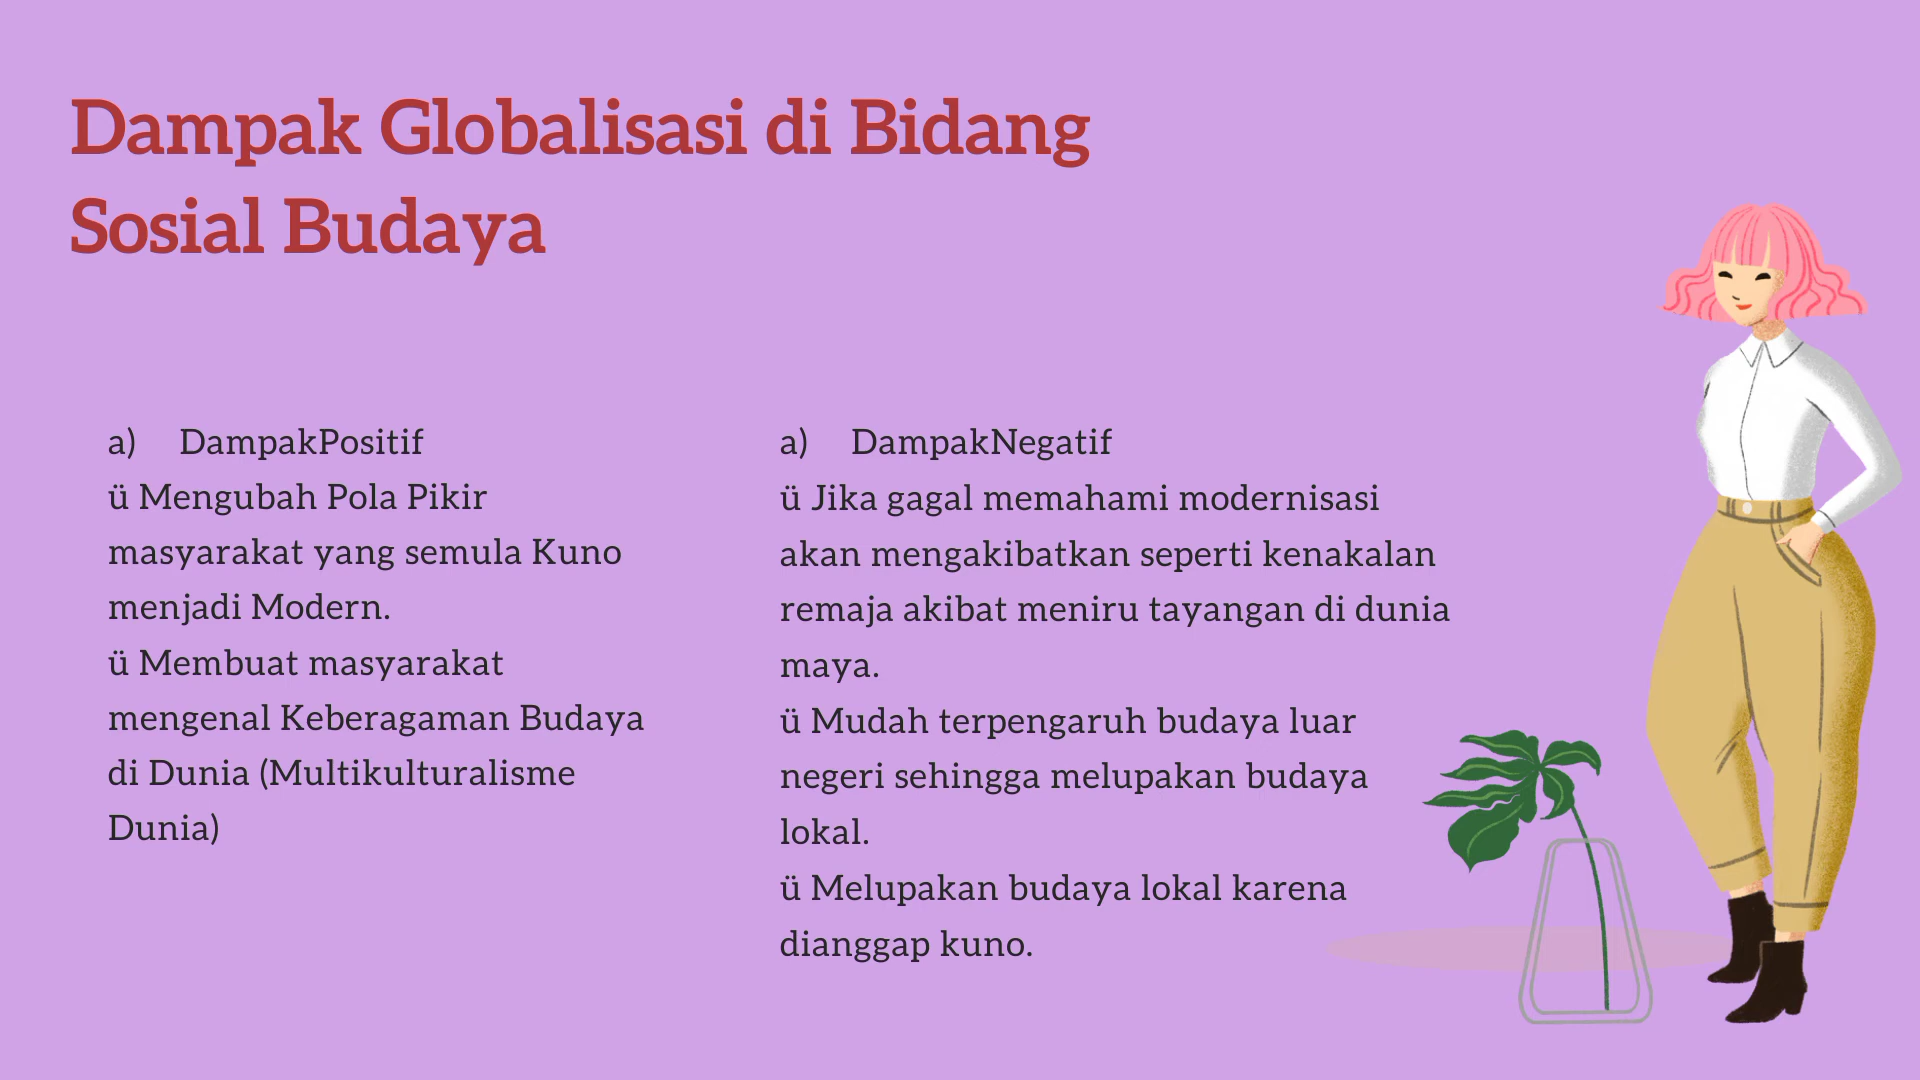 Dampak Globalisasi di Bidang
Sosial Budaya
a) DampakPositif
ü Mengubah Pola Pikir
masyarakat yang semula Kuno
menjadi Modern.
ü Membuat masyarakat
mengenal Keberagaman Budaya
di Dunia (Multikulturalisme
Dunia)
a) DampakNegatif
ü Jika gagal memahami modernisasi
akan mengakibatkan seperti kenakalan
remaja akibat meniru tayangan di dunia
maya.
ü Mudah terpengaruh budaya luar
negeri sehingga melupakan budaya
lokal.
ü Melupakan budaya lokal karena
dianggap kuno.